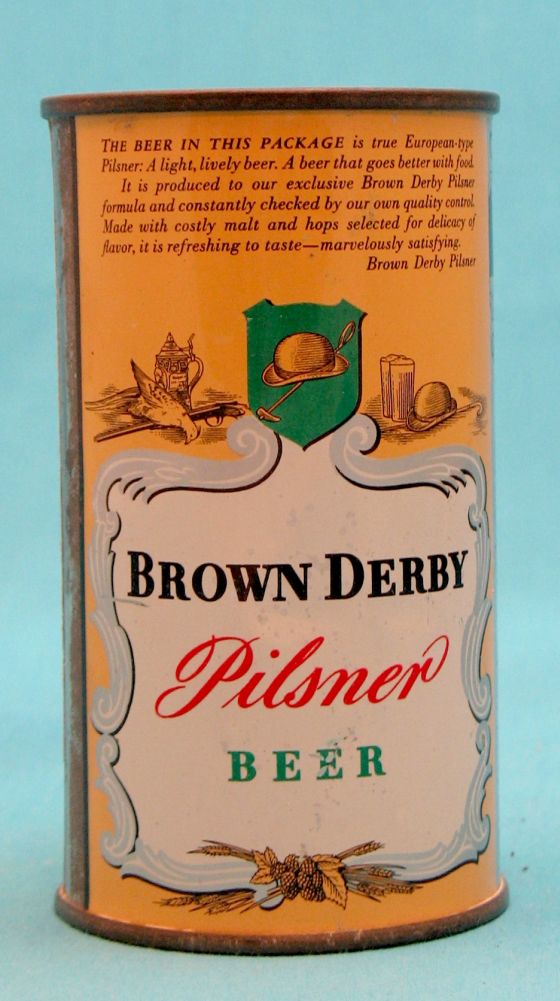 THE BEER IN THIS PACKAGE is true European-type
Pilsner: A light, lively beer. A beer that goes better with food.
It is produced to our exclusive Brown Derby Pilsner
formula and constantly checked by our own quality control.
Made with costly malt and hops selected for delicacy of
flavor, it is refreshing to taste—marvelously satisfying.
Brown Derby Pilsner
BROWN DERBY
Pilsner
BEER